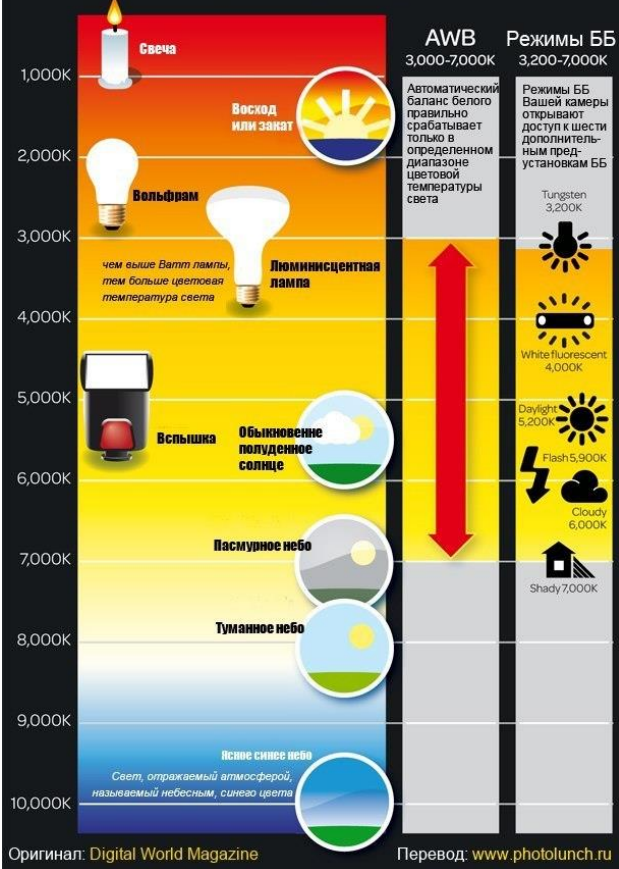 Свеча
1,000K
Восход
или закат
2,000K
Вольфрам
3,000K
чем выше Ватт лампы,
тем больше цветовая
температура света
Люминисцентная
лампа
4,000K
5,000K
Вспышка
Обыкновенне
полуденное
солнце
6,000K
Пасмурное небо
7,000K
Туманное небо
8,000K
9,000K
Ясное синее небо
Свет, отражаемый атмосферой,
называемый небесным, синего цвета
10,000K
AWB
3,000-7,000K
Автоматический
баланс белого
правильно
срабатывает
только в
определенном
диапазоне
цветовой
температуры
света
Режимы ББ
3,200-7,000K
Режимы ББ
Вашей камеры
открывают
доступ к шести
дополнитель-
ным пред-
установкам ББ
Tungsten
3,200K
White fluorescent
4,000K
Daylight
5,200K
Flash 5,900K
Cloudy
6,000K
Shady 7,000K
Оригинал: Digital World Magazine
Перевод: www.photolunch.ru